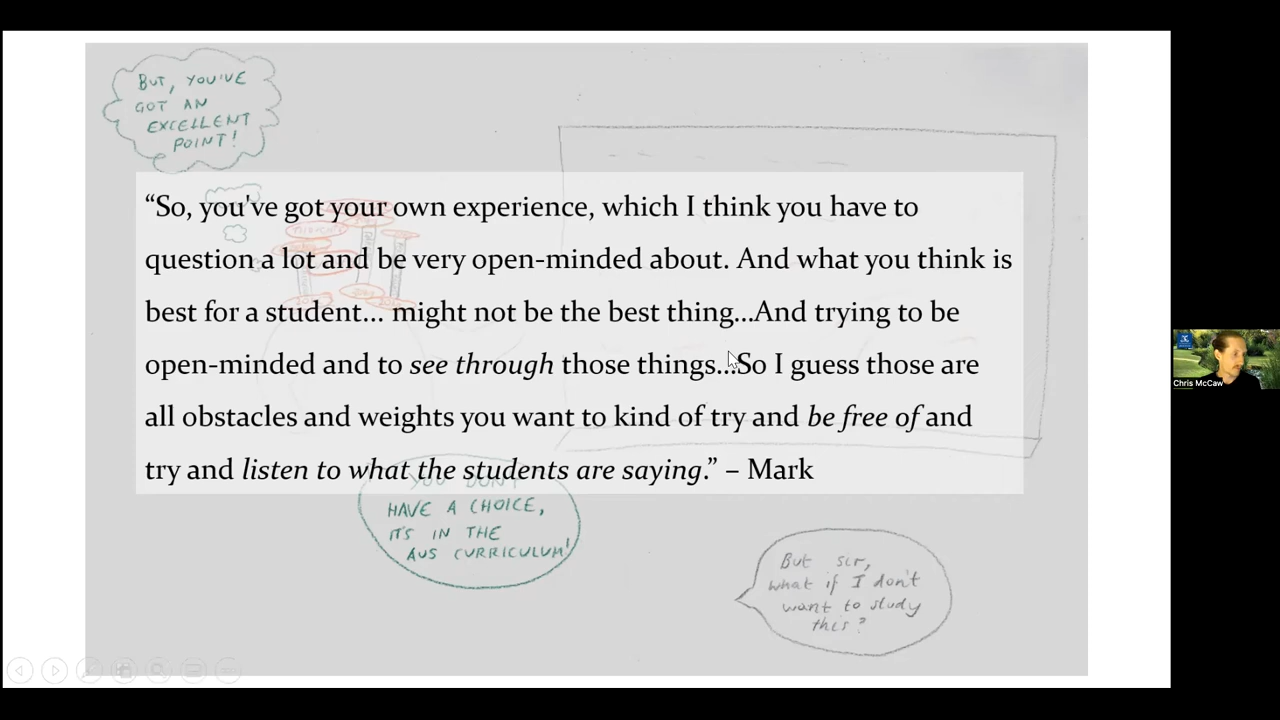 BUT, YOU'VE
GOT AN
EXCELLENT
POINT!
“So, you've got your own experience, which I think you have to
question a lot and be very open-minded about. And what you think is
best for a student... might not be the best thing...And trying to be
open-minded and to see through those things...So I guess those are
all obstacles and weights you want to kind of try and be free of and
try and listen to what the students are saying.” – Mark
YOU DON'T
HAVE A CHOICE,
IT'S IN THE
AUS CURRICULUM!
But sir,
what if I don't
want to study
this?
Chris McCaw